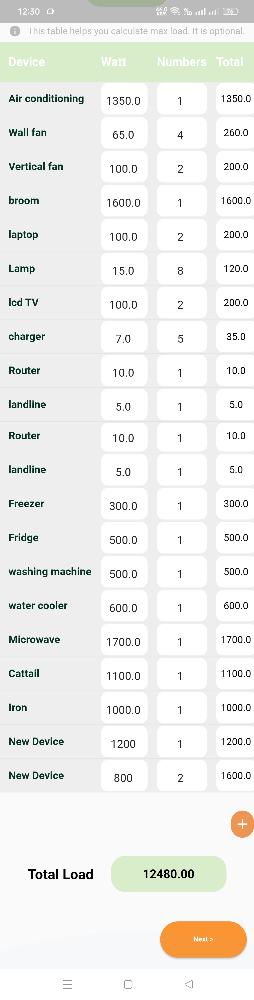 12:30 46.0 KB/S Vo LTED 76
This table helps you calculate max load. It is optional.
Device Watt Numbers Total
Air conditioning 1350.0 1 1350.0
Wall fan 65.0 4 260.0
Vertical fan 100.0 2 200.0
broom 1600.0 1 1600.0
laptop 100.0 2 200.0
Lamp 15.0 8 120.0
lcd TV 100.0 2 200.0
charger 7.0 5 35.0
Router 10.0 1 10.0
landline 5.0 1 5.0
Router 10.0 1 10.0
landline 5.0 1 5.0
Freezer 300.0 1 300.0
Fridge 500.0 1 500.0
washing machine 500.0 1 500.0
water cooler 600.0 1 600.0
Microwave 1700.0 1 1700.0
Cattail 1100.0 1 1100.0
Iron 1000.0 1 1000.0
New Device 1200 1 1200.0
New Device 800 2 1600.0
+
Total Load 12480.00
Next >